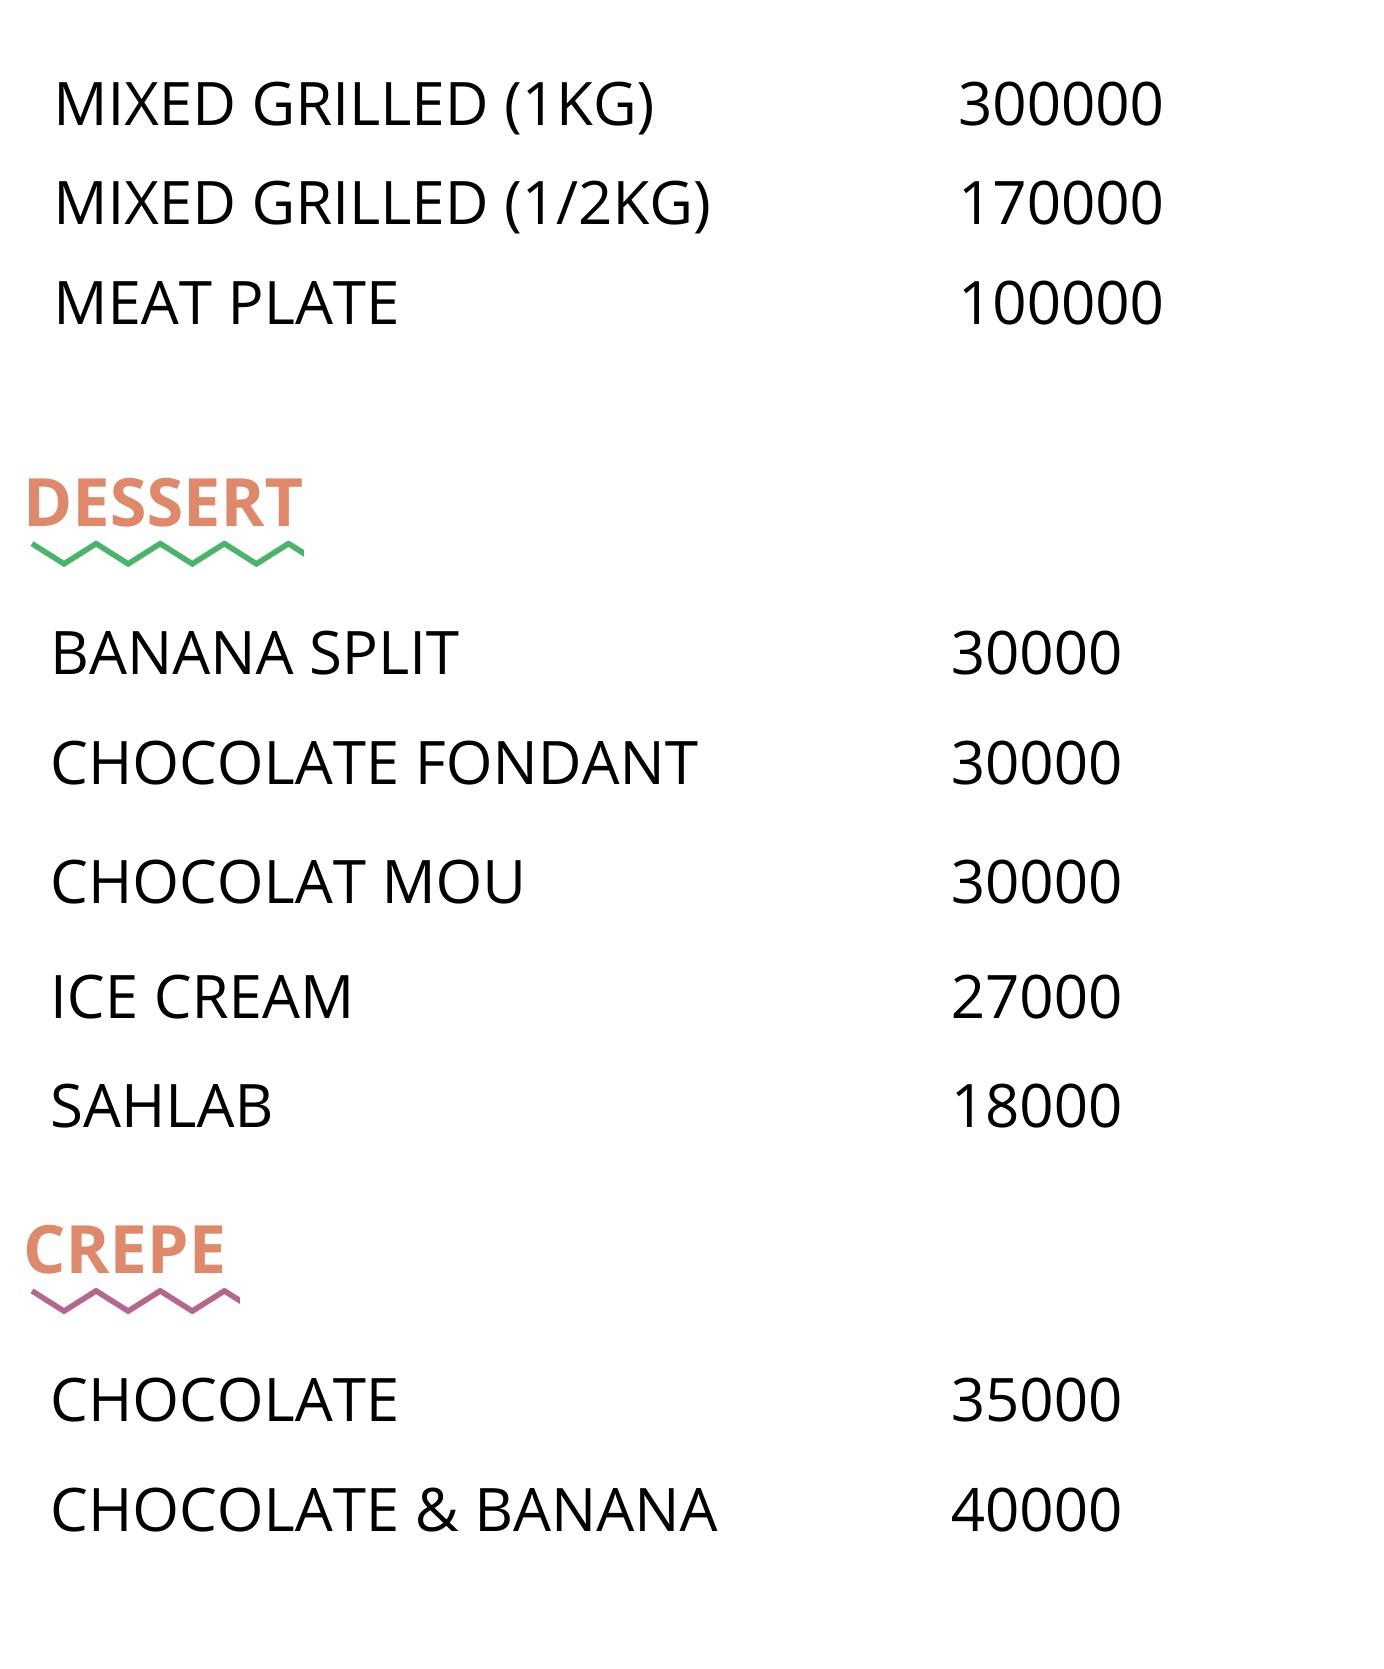 MIXED GRILLED (1KG) 300000
MIXED GRILLED (1/2KG) 170000
MEAT PLATE 100000
DESSERT
BANANA SPLIT 30000
CHOCOLATE FONDANT 30000
CHOCOLAT MOU 30000
ICE CREAM 27000
SAHLAB 18000
CREPE
CHOCOLATE 35000
CHOCOLATE & BANANA 40000